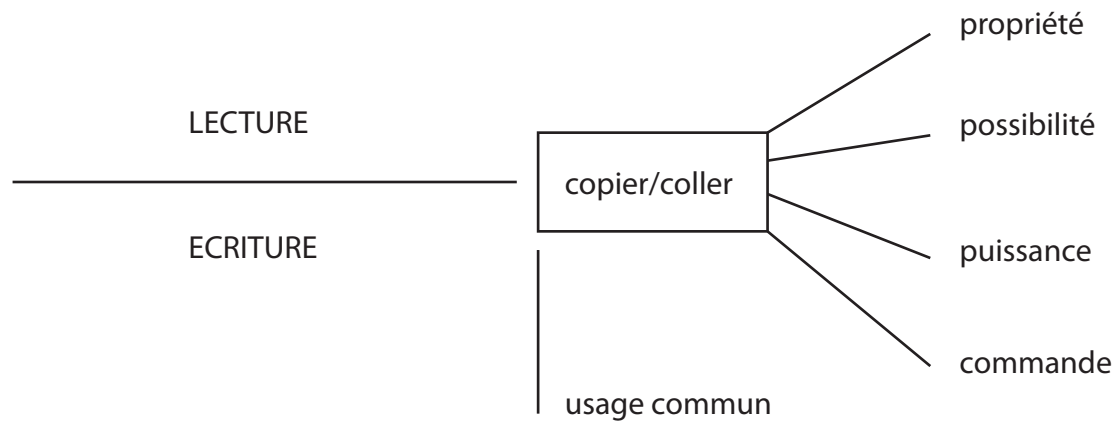 propriété
LECTURE
possibilité
copier/coller
ECRITURE
puissance
commande
usage commun